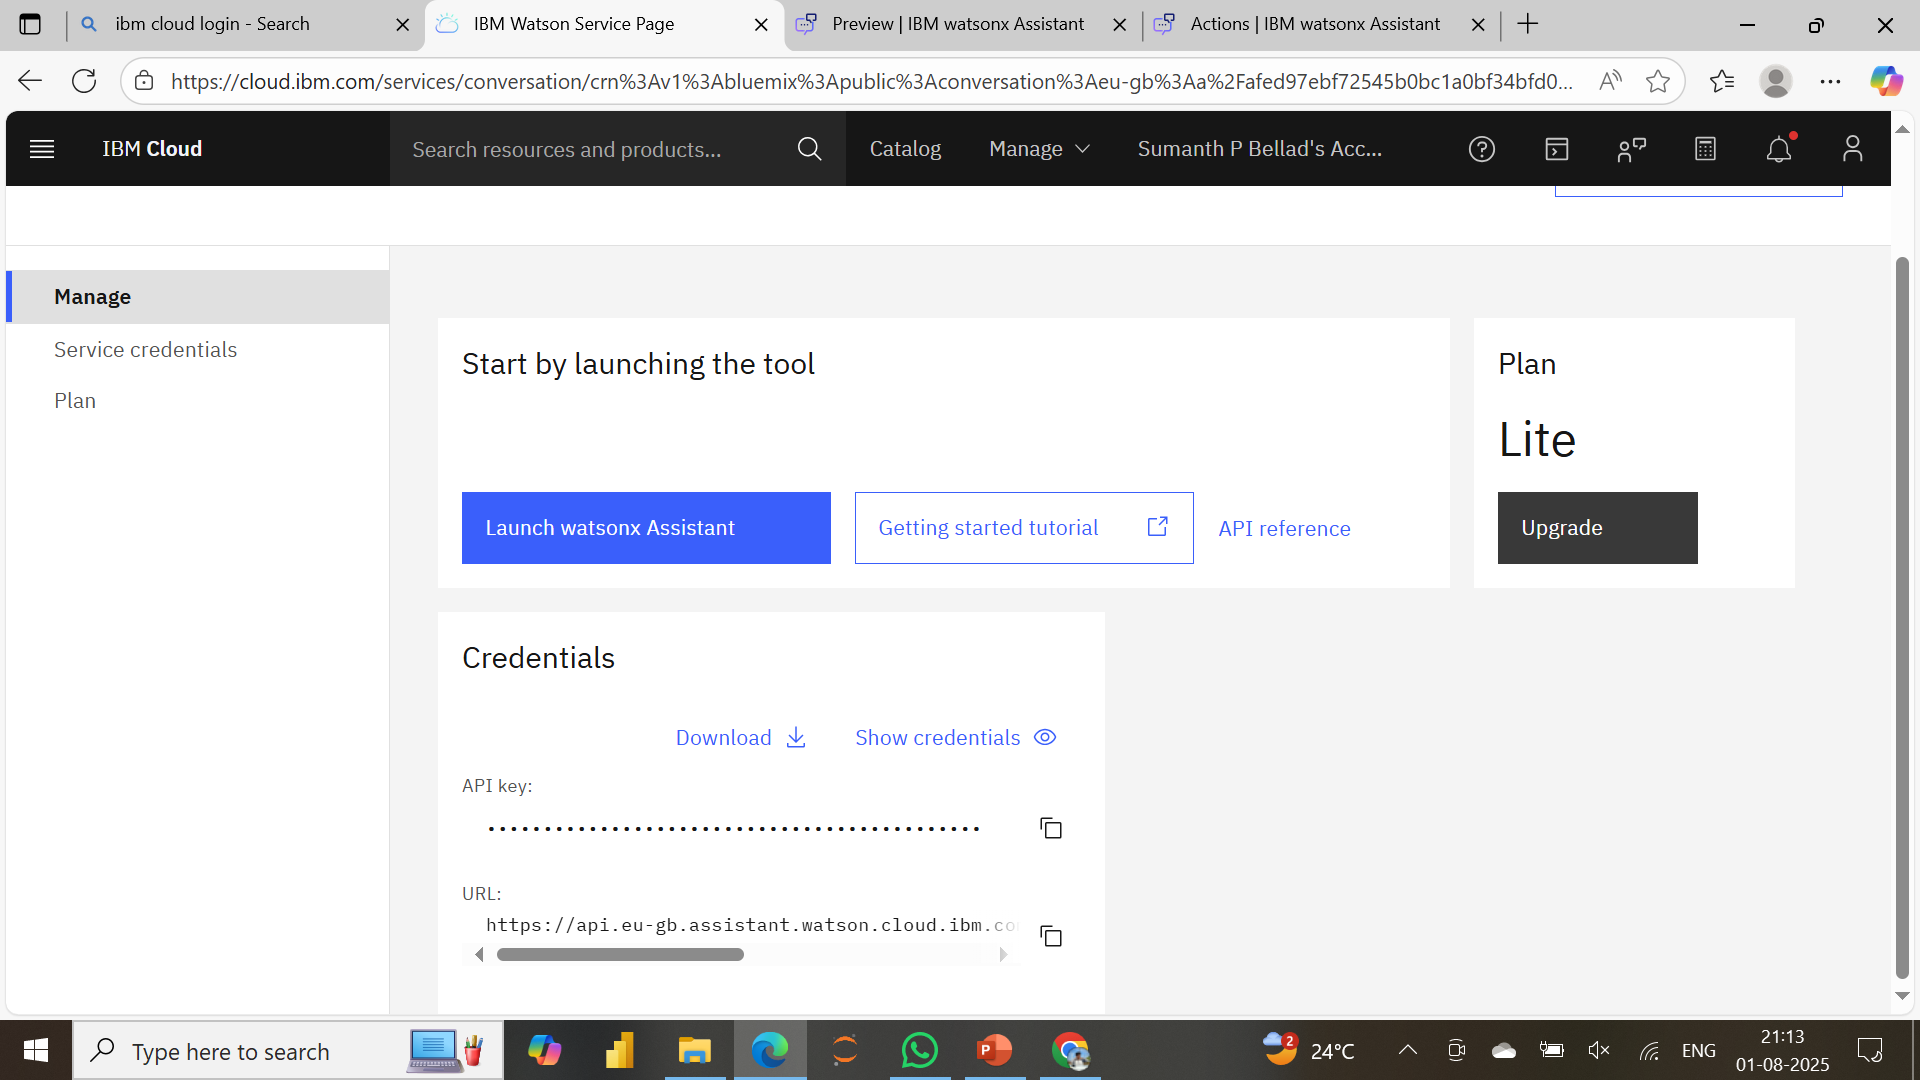 ibm cloud login - Search
IBM Watson Service Page
Preview | IBM watsonx Assistant
Actions | IBM watsonx Assistant
https://cloud.ibm.com/services/conversation/crn%3Av1%3Abluemix%3Apublic%3Aconversation%3Aeu-gb%3Aa%2Fafed97ebf72545b0bc1a0bf34bfd0...
IBM Cloud
Search resources and products...
Catalog
Manage
Sumanth P Bellad's Acc...
Manage
Service credentials
Plan
Start by launching the tool
Launch watsonx Assistant
Getting started tutorial
API reference
Plan
Lite
Upgrade
Credentials
Download
Show credentials
API key:
••••••••••••••••••••••••••••••••••••••••••••
URL:
https://api.eu-gb.assistant.watson.cloud.ibm.co
Type here to search
2
24°C
ENG
21:13
01-08-2025